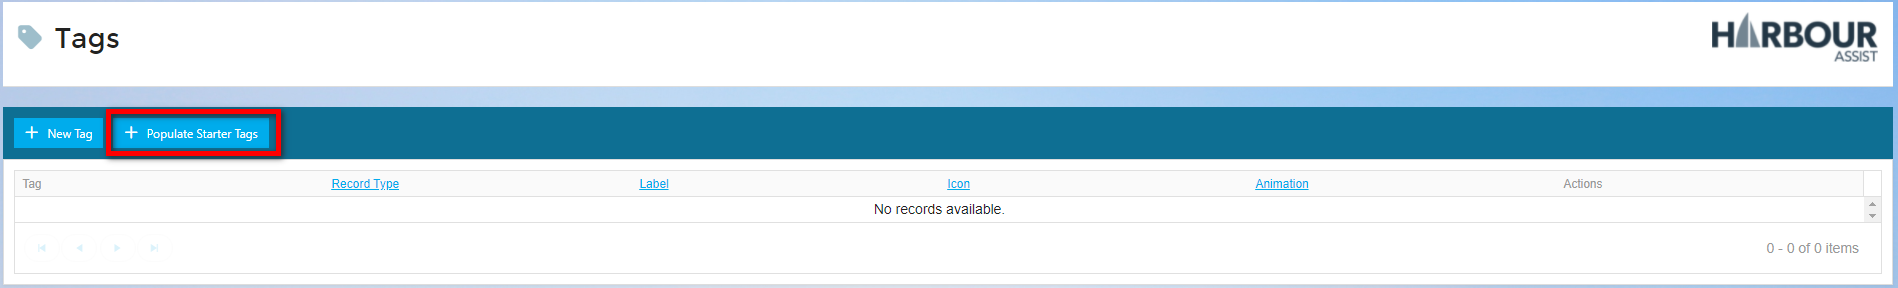 Tags
HARBOUR
ASSIST
New Tag
Populate Starter Tags
Tag Record Type Label Icon Animation Actions
No records available.
0 - 0 of 0 items